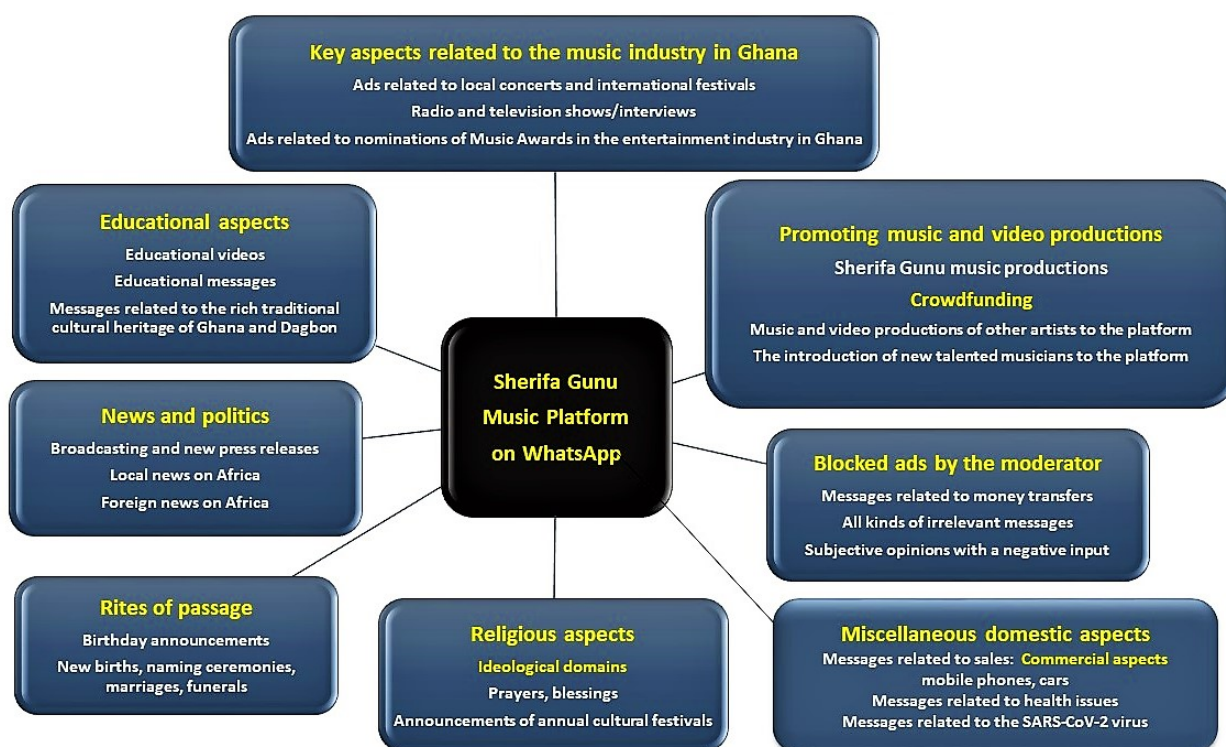 Key aspects related to the music industry in Ghana
Ads related to local concerts and international festivals
Radio and television shows/interviews
Ads related to nominations of Music Awards in the entertainment industry in Ghana
Educational aspects
Educational videos
Educational messages
Messages related to the rich traditional
cultural heritage of Ghana and Dagbon
Promoting music and video productions
Sherifa Gunu music productions
Crowdfunding
Music and video productions of other artists to the platform
The introduction of new talented musicians to the platform
Sherifa Gunu
Music Platform
on WhatsApp
News and politics
Broadcasting and new press releases
Local news on Africa
Foreign news on Africa
Blocked ads by the moderator
Messages related to money transfers
All kinds of irrelevant messages
Subjective opinions with a negative input
Rites of passage
Birthday announcements
New births, naming ceremonies,
marriages, funerals
Religious aspects
Ideological domains
Prayers, blessings
Announcements of annual cultural festivals
Miscellaneous domestic aspects
Messages related to sales: Commercial aspects
mobile phones, cars
Messages related to health issues
Messages related to the SARS-CoV-2 virus